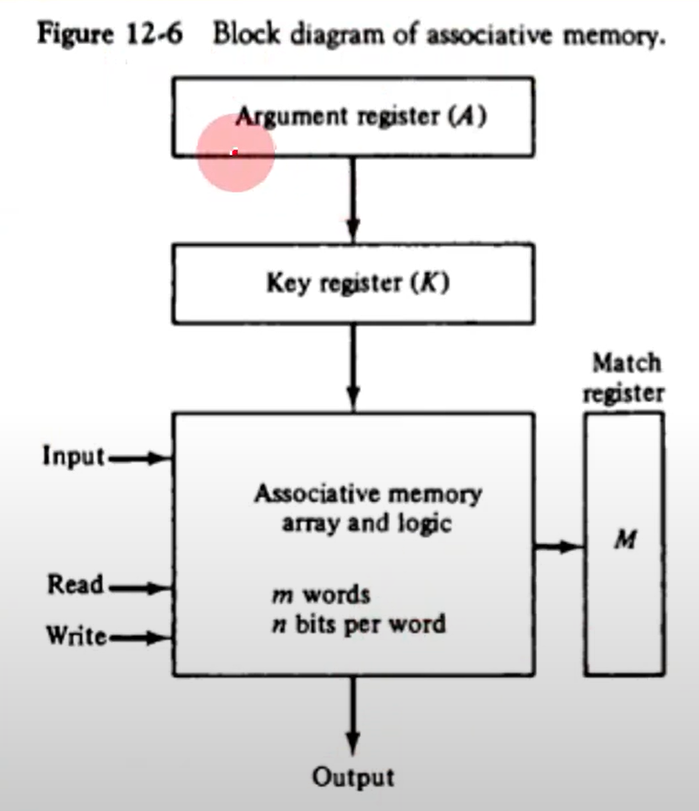 Figure 12-6 Block diagram of associative memory.
Argument register (A)
Key register (K)
Match
register
Input
Associative memory
array and logic
M
Read
m words
Write
n bits per word
Output